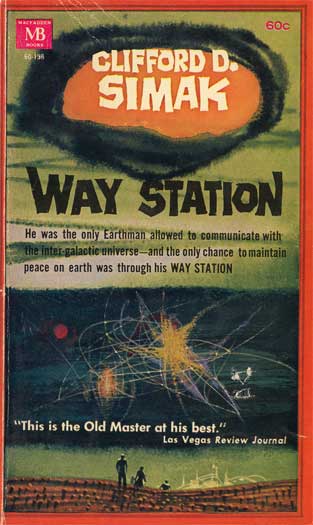 MACFADDEN
MB
BOOKS
60-198
60c
CLIFFORD D.
SIMAK
WAY STATION
He was the only Earthman allowed to communicate with
the inter-galactic universe—and the only chance to maintain
peace on earth was through his WAY STATION
"This is the Old Master at his best."
Las Vegas Review Journal